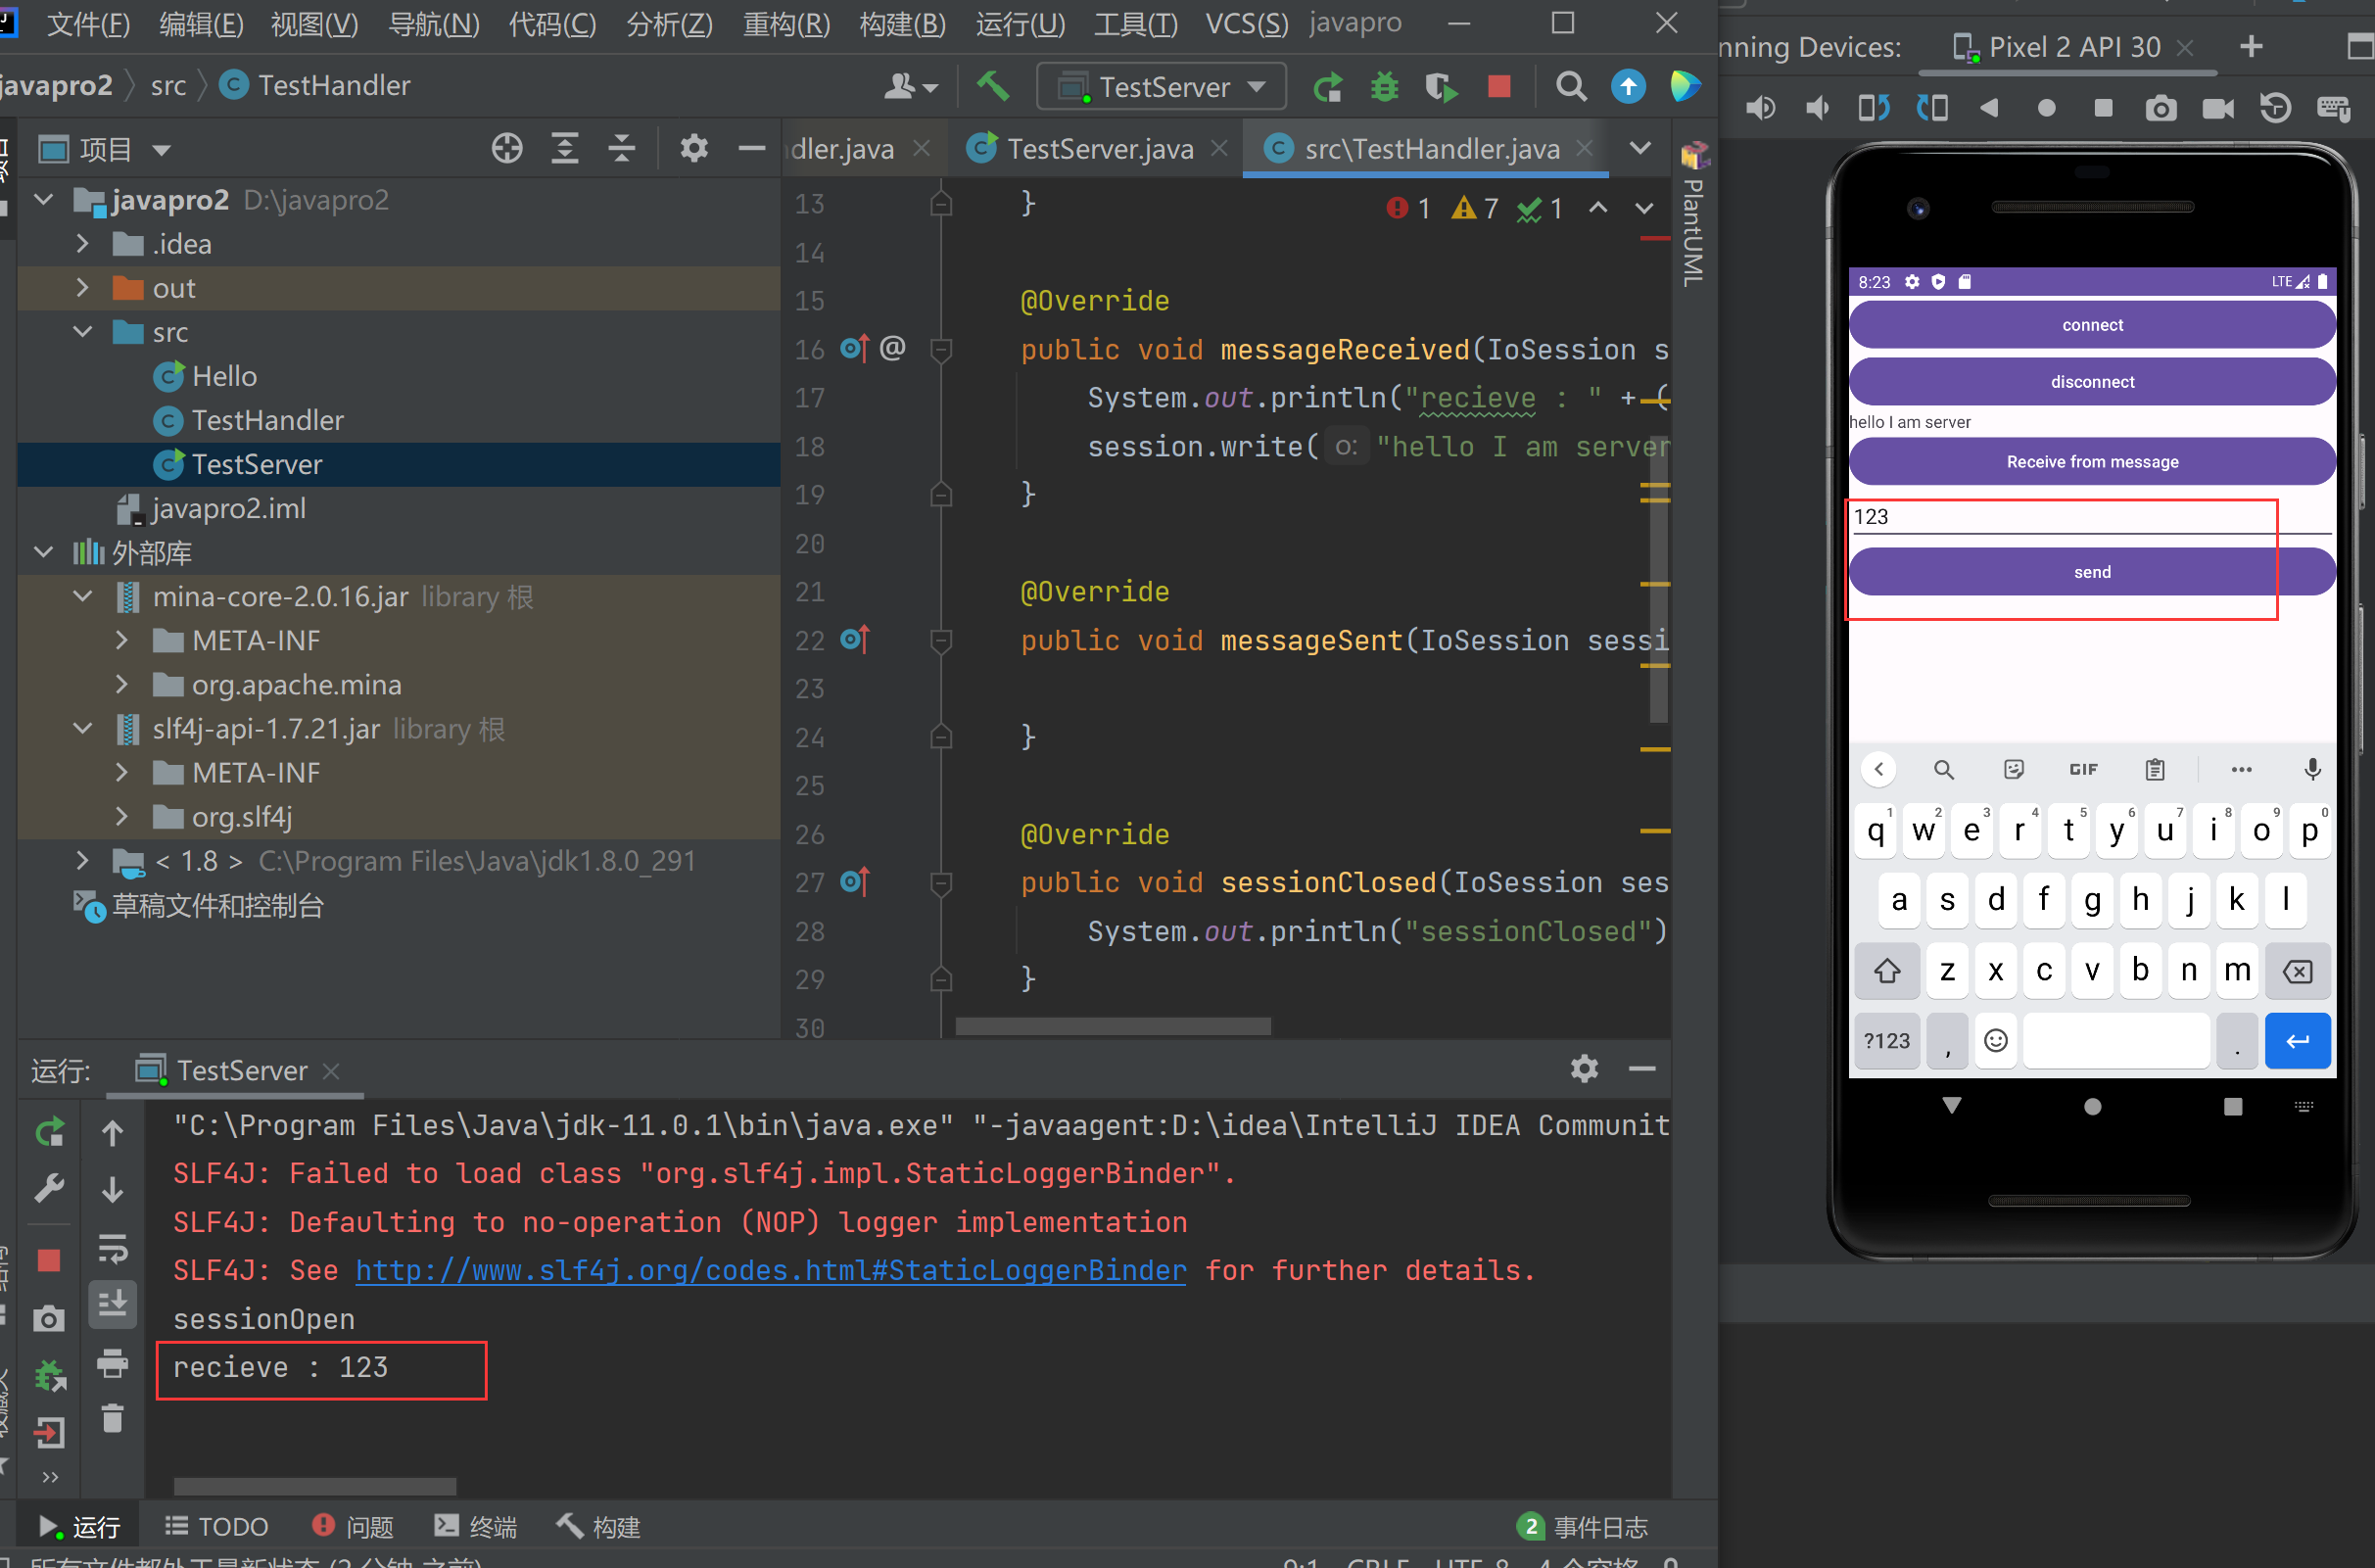 文件(F) 编辑(E) 视图(V) 导航(N) 代码(C) 分析(Z) 重构(R) 构建(B) 运行(U) 工具(T) VCS(S) javapro
javapro2 src TestHandler
TestServer
项目
dler.java TestServer.java src\TestHandler.java
javapro2 D:\javapro2
.idea
out
src
Hello
TestHandler
TestServer
javapro2.iml
外部库
mina-core-2.0.16.jar library 根
META-INF
org.apache.mina
slf4j-api-1.7.21.jar library 根
META-INF
org.slf4j
< 1.8 > C:\Program Files\Java\jdk1.8.0_291
草稿文件和控制台
1 7 1
13 }
14
15 @Override
16 @ public void messageReceived(IoSession s
17 System.out.println("recieve : " + (
18 session.write( o: "hello I am server
19 }
20
21 @Override
22 public void messageSent(IoSession sessi
23
24 }
25
26 @Override
27 public void sessionClosed(IoSession ses
28 System.out.println("sessionClosed")
29 }
30
PlantUML
运行: TestServer
"C:\Program Files\Java\jdk-11.0.1\bin\java.exe" "-javaagent:D:\idea\IntelliJ IDEA Communit
SLF4J: Failed to load class "org.slf4j.impl.StaticLoggerBinder".
SLF4J: Defaulting to no-operation (NOP) logger implementation
SLF4J: See http://www.slf4j.org/codes.html#StaticLoggerBinder for further details.
sessionOpen
recieve : 123
运行 TODO 问题 终端 构建 2 事件日志
nning Devices: Pixel 2 API 30
8:23 LTE
connect
disconnect
hello I am server
Receive from message
123
send
GIF
q1 w2 e3 r4 t5 y6 u7 i8 o9 p0
a s d f g h j k l
z x c v b n m
?123 , .